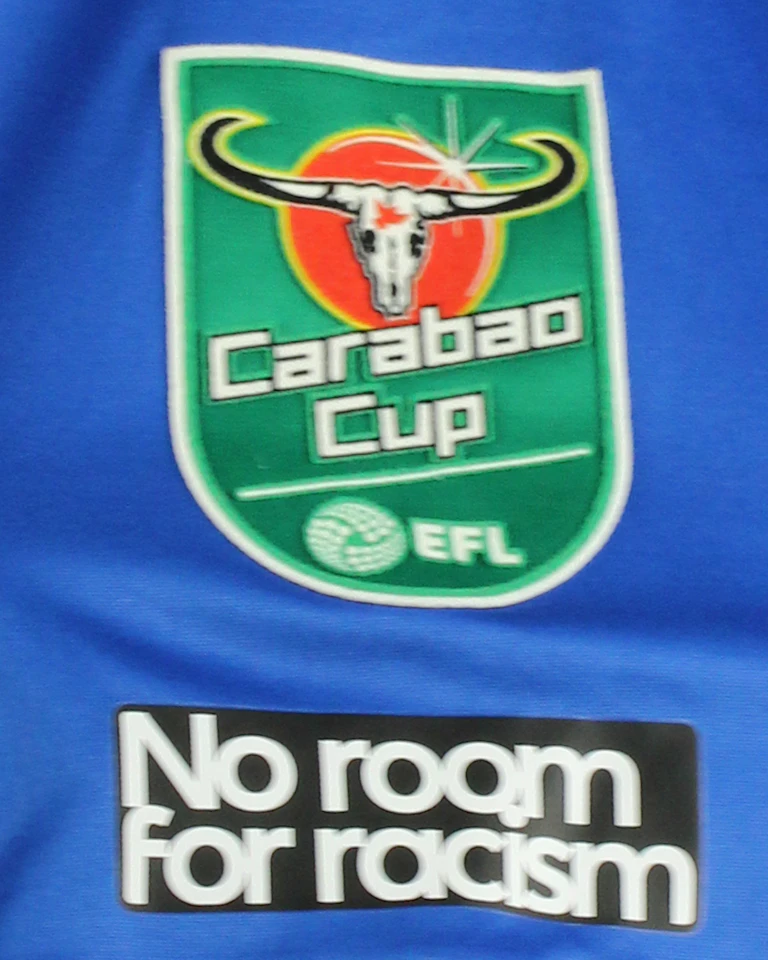 Carabao
Cup
EFL
No room
for racism